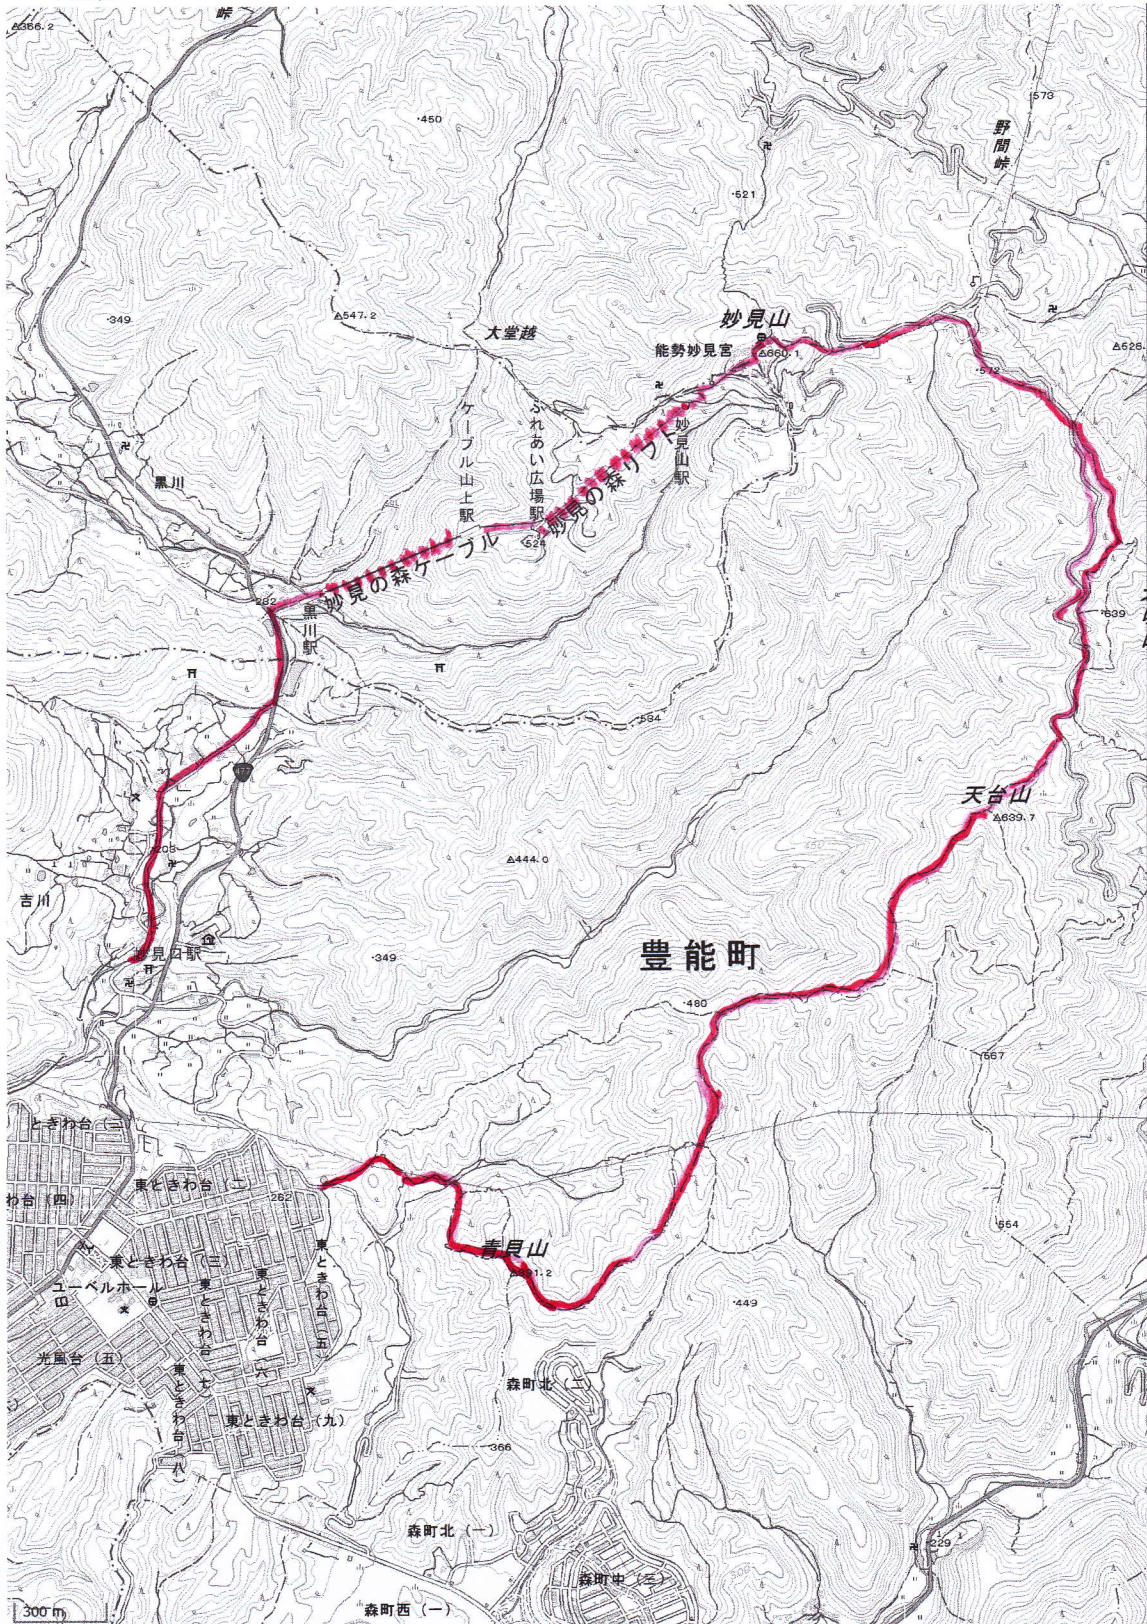 峠
△366.2
・450
・573
野間峠
・521
・349
△547.2
大堂越
妙見山
能勢妙見宮
△660.1
△528.
・572
ケーブル山上駅
ふれあい広場駅
妙見の森リフト
妙見山駅
黒川
524
妙見の森ケーブル
・282
黒川駅
・639
・534
天台山
△639.7
203
△444.0
吉川
妙見口駅
・349
豊能町
・480
・567
ときわ台（二
東ときわ台（二）
262
わ台（四）
・554
東ときわ台（三）
東ときわ台（五）
青貝山
△391.2
ユーベルホール
東ときわ台（七）
東ときわ台（六）
・449
光風台（五）
東ときわ台（八）
森町北（二）
東ときわ台（九）
・366
森町北（一）
・229
森町中（三）
森町西（一）
300 m